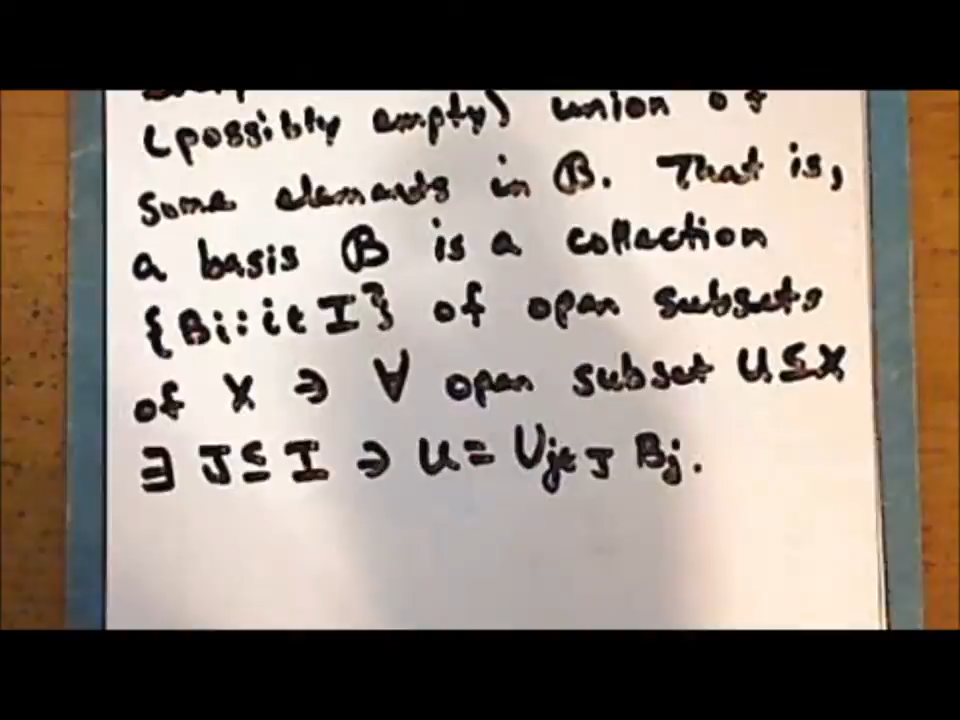 (possibly empty) union of
some elements in B. That is,
a basis B is a collection
{Bi : i ∈ I} of open subsets
of X ∋ ∀ open subset U ⊆ X
∃ J ⊆ I ∋ U = ∪j∈J Bj.